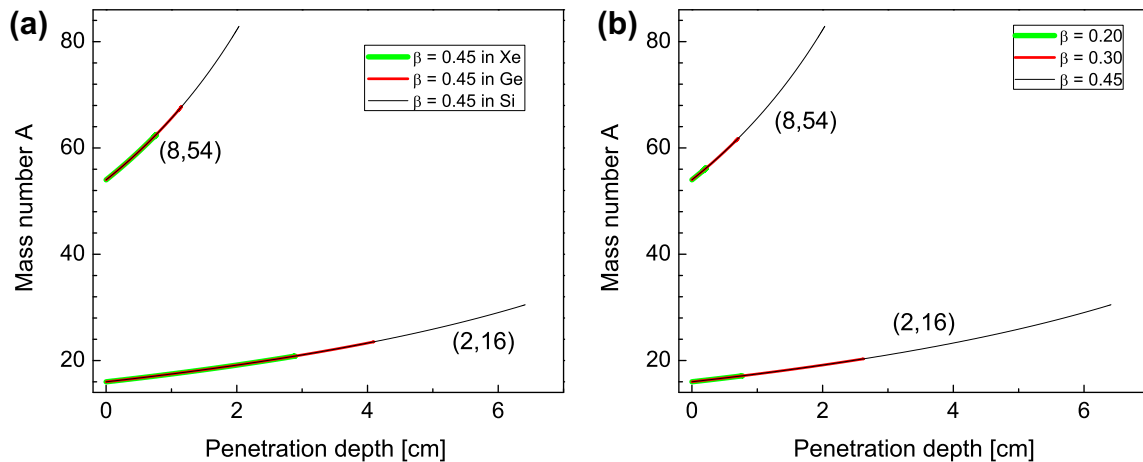 (a)
80
60
40
20
Mass number A
β = 0.45 in Xe
β = 0.45 in Ge
β = 0.45 in Si
(8,54)
(2,16)
0 2 4 6
Penetration depth [cm]
(b)
80
60
40
20
Mass number A
β = 0.20
β = 0.30
β = 0.45
(8,54)
(2,16)
0 2 4 6
Penetration depth [cm]